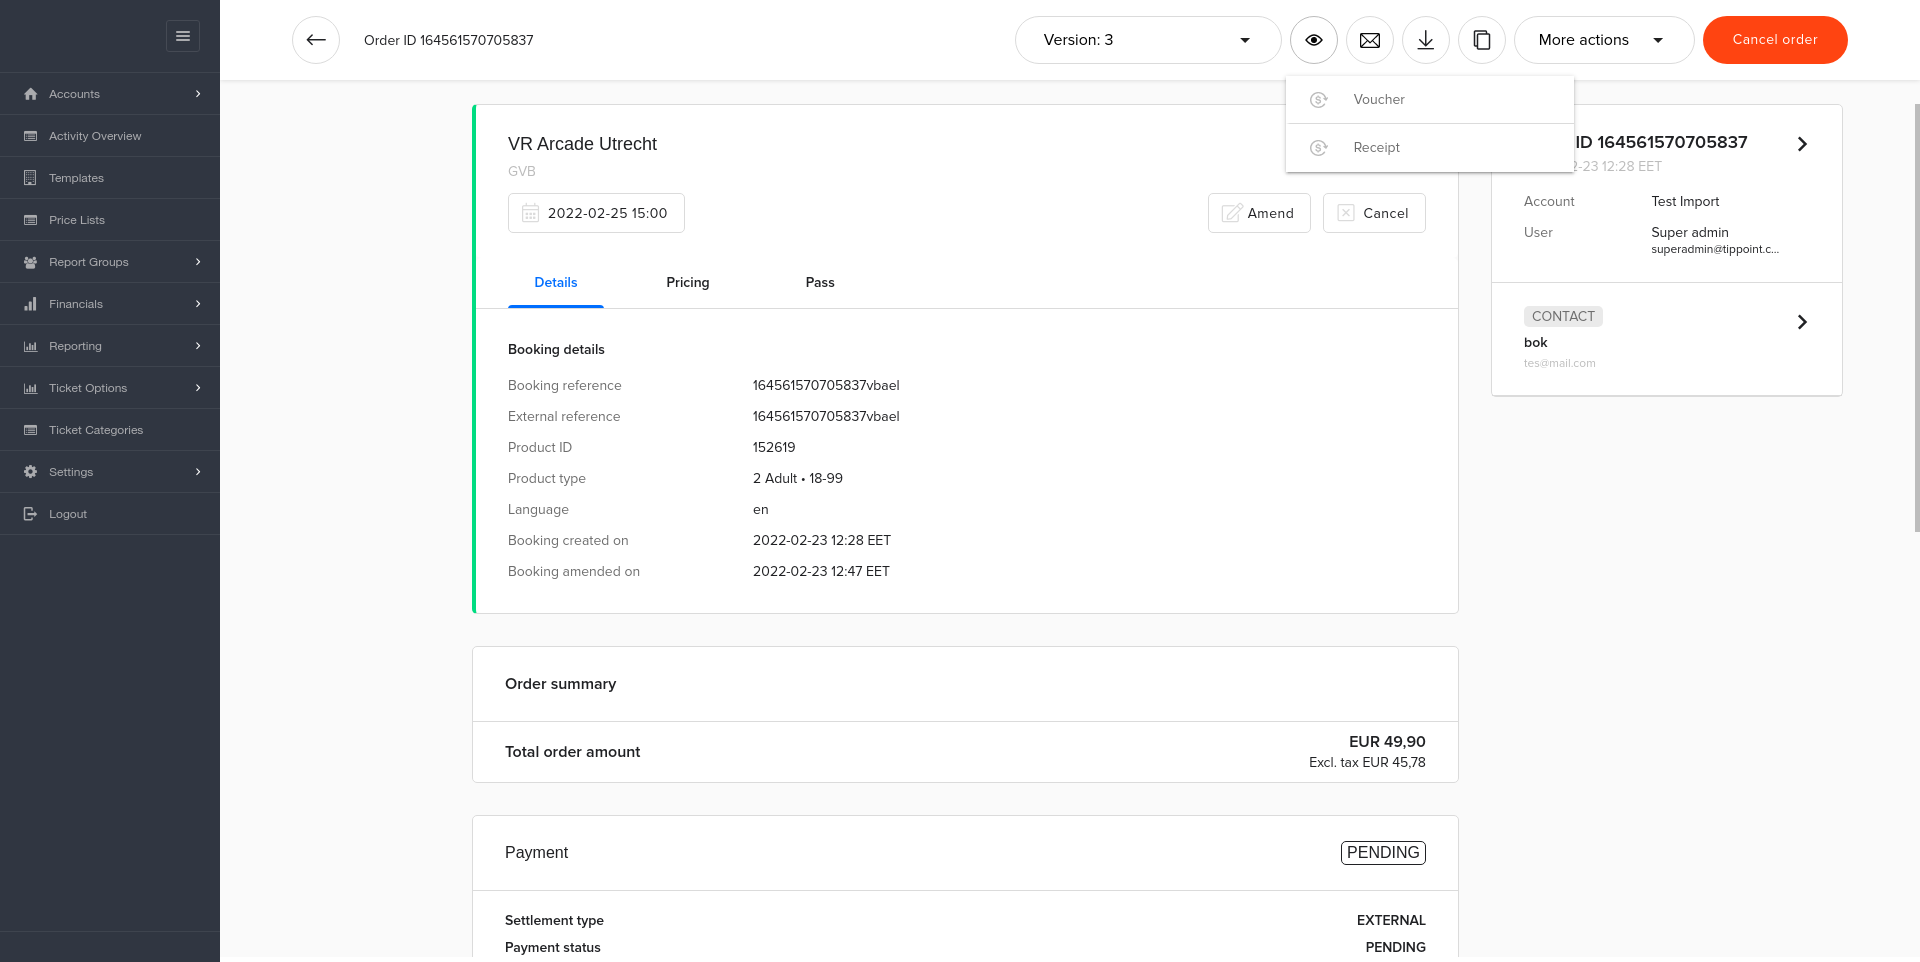 Order ID 164561570705837
Version: 3
More actions
Cancel order
Voucher
Receipt
Accounts
Activity Overview
Templates
Price Lists
Report Groups
Financials
Reporting
Ticket Options
Ticket Categories
Settings
Logout
VR Arcade Utrecht
GVB
2022-02-25 15:00
Amend
Cancel
Details
Pricing
Pass
Booking details
Booking reference 164561570705837vbael
External reference 164561570705837vbael
Product ID 152619
Product type 2 Adult • 18-99
Language en
Booking created on 2022-02-23 12:28 EET
Booking amended on 2022-02-23 12:47 EET
Order summary
Total order amount EUR 49,90
Excl. tax EUR 45,78
Payment PENDING
Settlement type EXTERNAL
Payment status PENDING
ID 164561570705837
-23 12:28 EET
Account Test Import
User Super admin
superadmin@tippoint.c...
CONTACT
bok
tes@mail.com